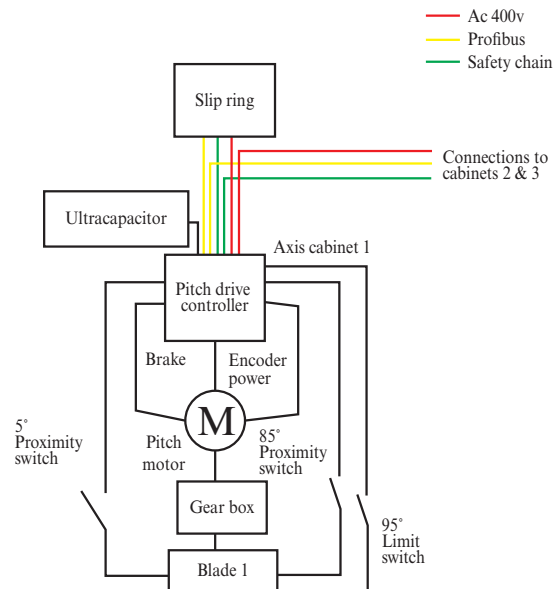 Ac 400v
Profibus
Safety chain
Slip ring
Connections to
cabinets 2 & 3
Ultracapacitor
Axis cabinet 1
Pitch drive
controller
Brake
Encoder
power
M
5°
Proximity
switch
Pitch
motor
85°
Proximity
switch
Gear box
95°
Limit
switch
Blade 1